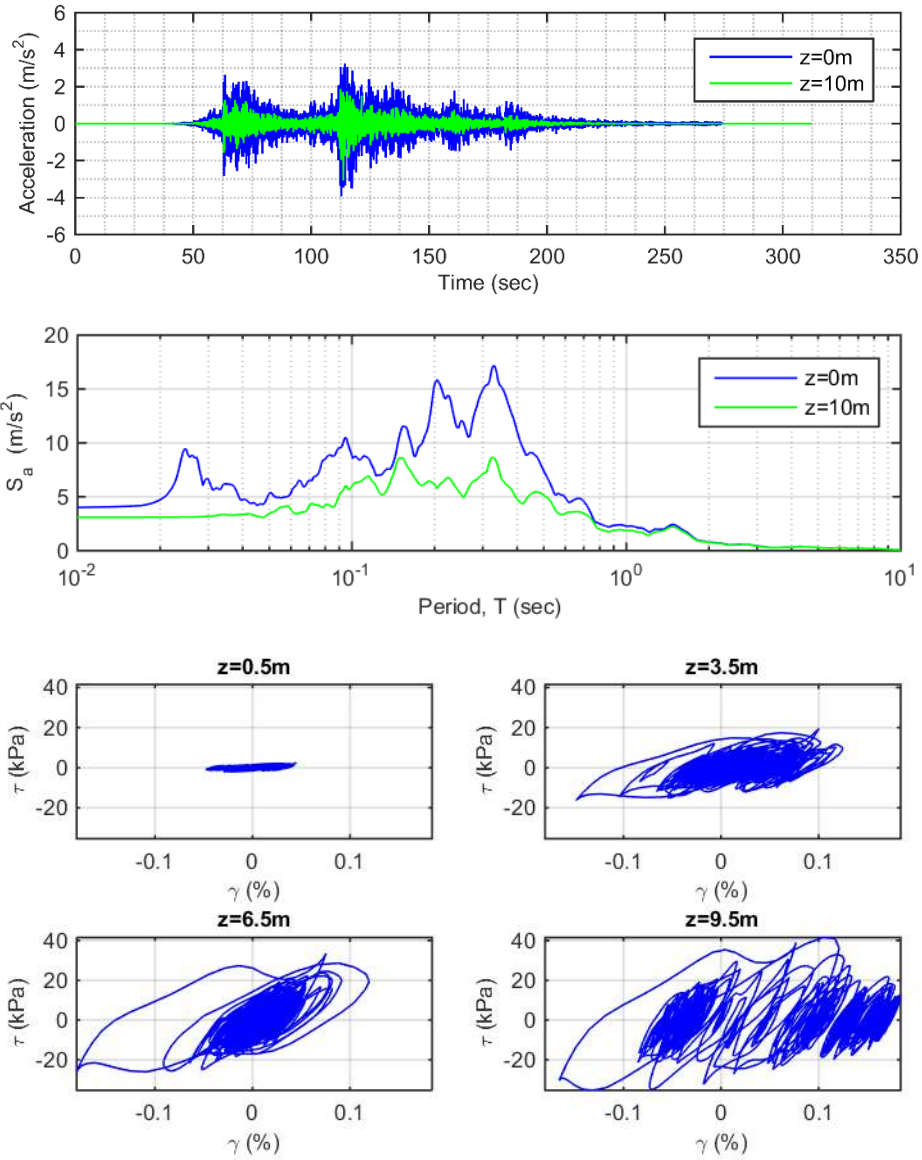 Acceleration (m/s²)
6
4
2
0
-2
-4
-6
z=0m
z=10m
0 50 100 150 200 250 300 350
Time (sec)
Sₐ (m/s²)
20
15
10
5
0
z=0m
z=10m
10⁻² 10⁻¹ 10⁰ 10¹
Period, T (sec)
z=0.5m
τ (kPa)
40
20
0
-20
-0.1 0 0.1
γ (%)
z=3.5m
τ (kPa)
40
20
0
-20
-0.1 0 0.1
γ (%)
z=6.5m
τ (kPa)
40
20
0
-20
-0.1 0 0.1
γ (%)
z=9.5m
τ (kPa)
40
20
0
-20
-0.1 0 0.1
γ (%)